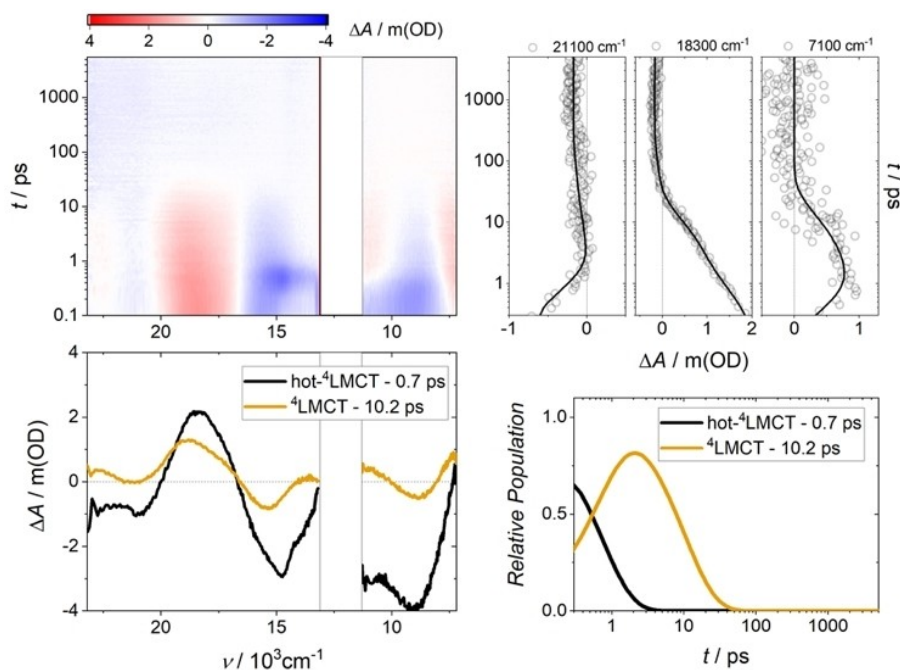 4 2 0 -2 -4 ΔA / m(OD)
21100 cm-1 18300 cm-1 7100 cm-1
1000
100
10
1
0.1
t / ps
20 15 10
1000
100
10
1
t / ps
-1 0 0 1 2 0 1
ΔA / m(OD)
hot-⁴LMCT - 0.7 ps
⁴LMCT - 10.2 ps
4
2
0
-2
-4
ΔA / m(OD)
20 15 10
ν / 10³cm⁻¹
hot-⁴LMCT - 0.7 ps
⁴LMCT - 10.2 ps
1.0
0.5
0.0
Relative Population
1 10 100 1000
t / ps